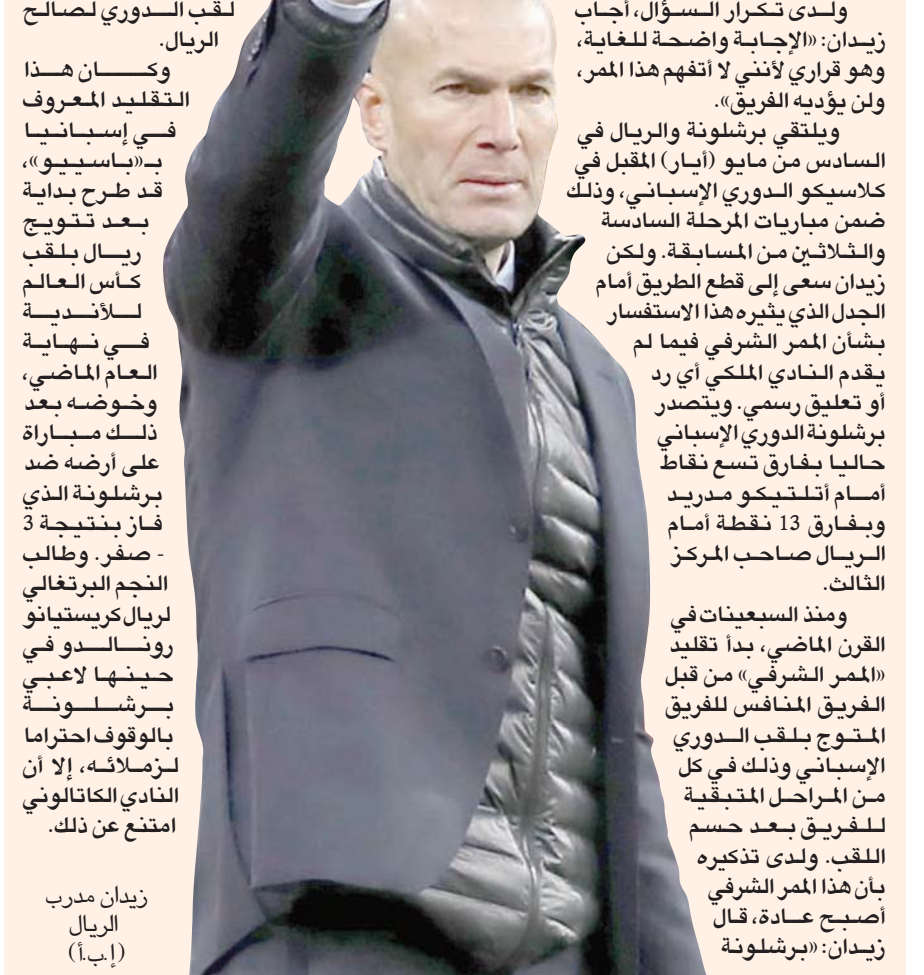 ولدى تكرار السؤال، أجاب
زيدان: «الإجابة واضحة للغاية،
وهو قراري لأنني لا أتفهم هذا الممر،
ولن يؤديه الفريق».
ويلتقي برشلونة والريال في
السادس من مايو (أيار) المقبل في
كلاسيكو الدوري الإسباني، وذلك
ضمن مباريات المرحلة السادسة
والثلاثين من المسابقة. ولكن
زيدان سعى إلى قطع الطريق أمام
الجدل الذي يثيره هذا الاستفسار
بشأن الممر الشرفي فيما لم
يقدم النادي الملكي أي رد
أو تعليق رسمي. ويتصدر
برشلونة الدوري الإسباني
حاليا بفارق تسع نقاط
أمام أتلتيكو مدريد
وبفارق 13 نقطة أمام
الريال صاحب المركز
الثالث.
ومنذ السبعينات في
القرن الماضي، بدأ تقليد
«الممر الشرفي» من قبل
الفريق المنافس للفريق
المتوج بلقب الدوري
الإسباني وذلك في كل
من المراحل المتبقية
للفريق بعد حسم
اللقب. ولدى تذكيره
بأن هذا الممر الشرفي
أصبح عادة، قال
زيدان: «برشلونة
لقب الدوري لصالح
الريال.
وكان هذا
التقليد المعروف
في إسبانيا
بـ«باسييو»،
قد طرح بداية
بعد تتويج
ريال بلقب
كأس العالم
للأندية
في نهاية
العام الماضي،
وخوضه بعد
ذلك مباراة
على أرضه ضد
برشلونة الذي
فاز بنتيجة 3
- صفر. وطالب
النجم البرتغالي
لريال كريستيانو
رونالدو في
حينها لاعبي
برشلونة
بالوقوف احتراما
لزملائه، إلا أن
النادي الكاتالوني
امتنع عن ذلك.
زيدان مدرب
الريال
(إ.ب.أ)